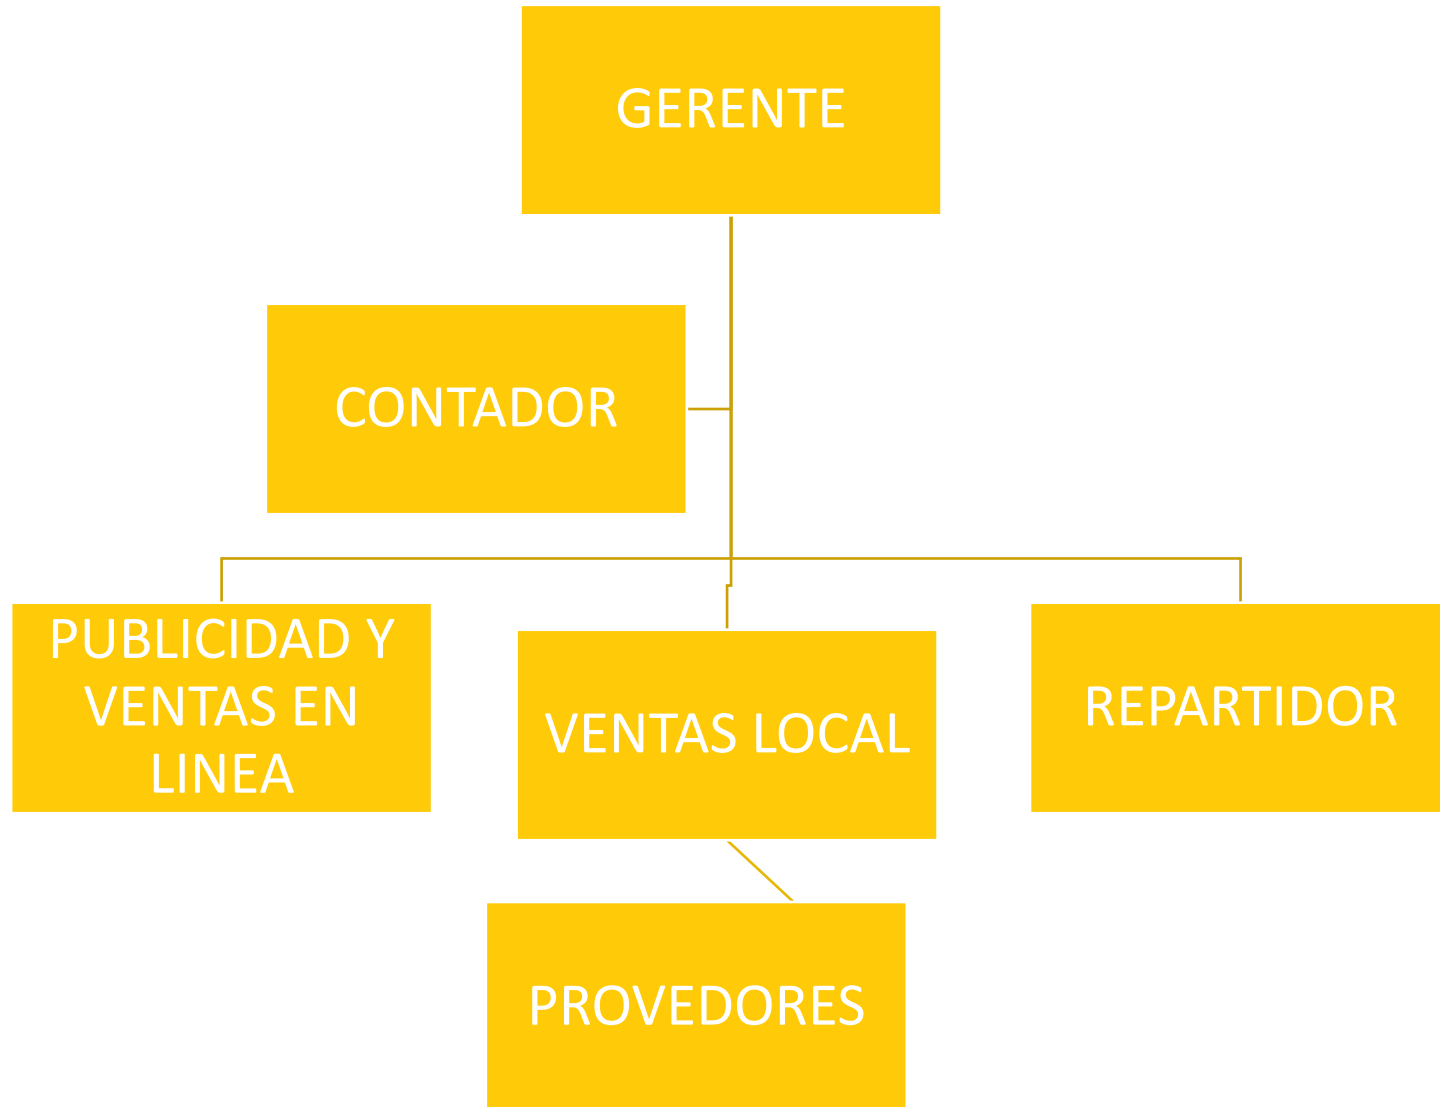 GERENTE
CONTADOR
PUBLICIDAD Y
VENTAS EN
LINEA
VENTAS LOCAL
REPARTIDOR
PROVEDORES